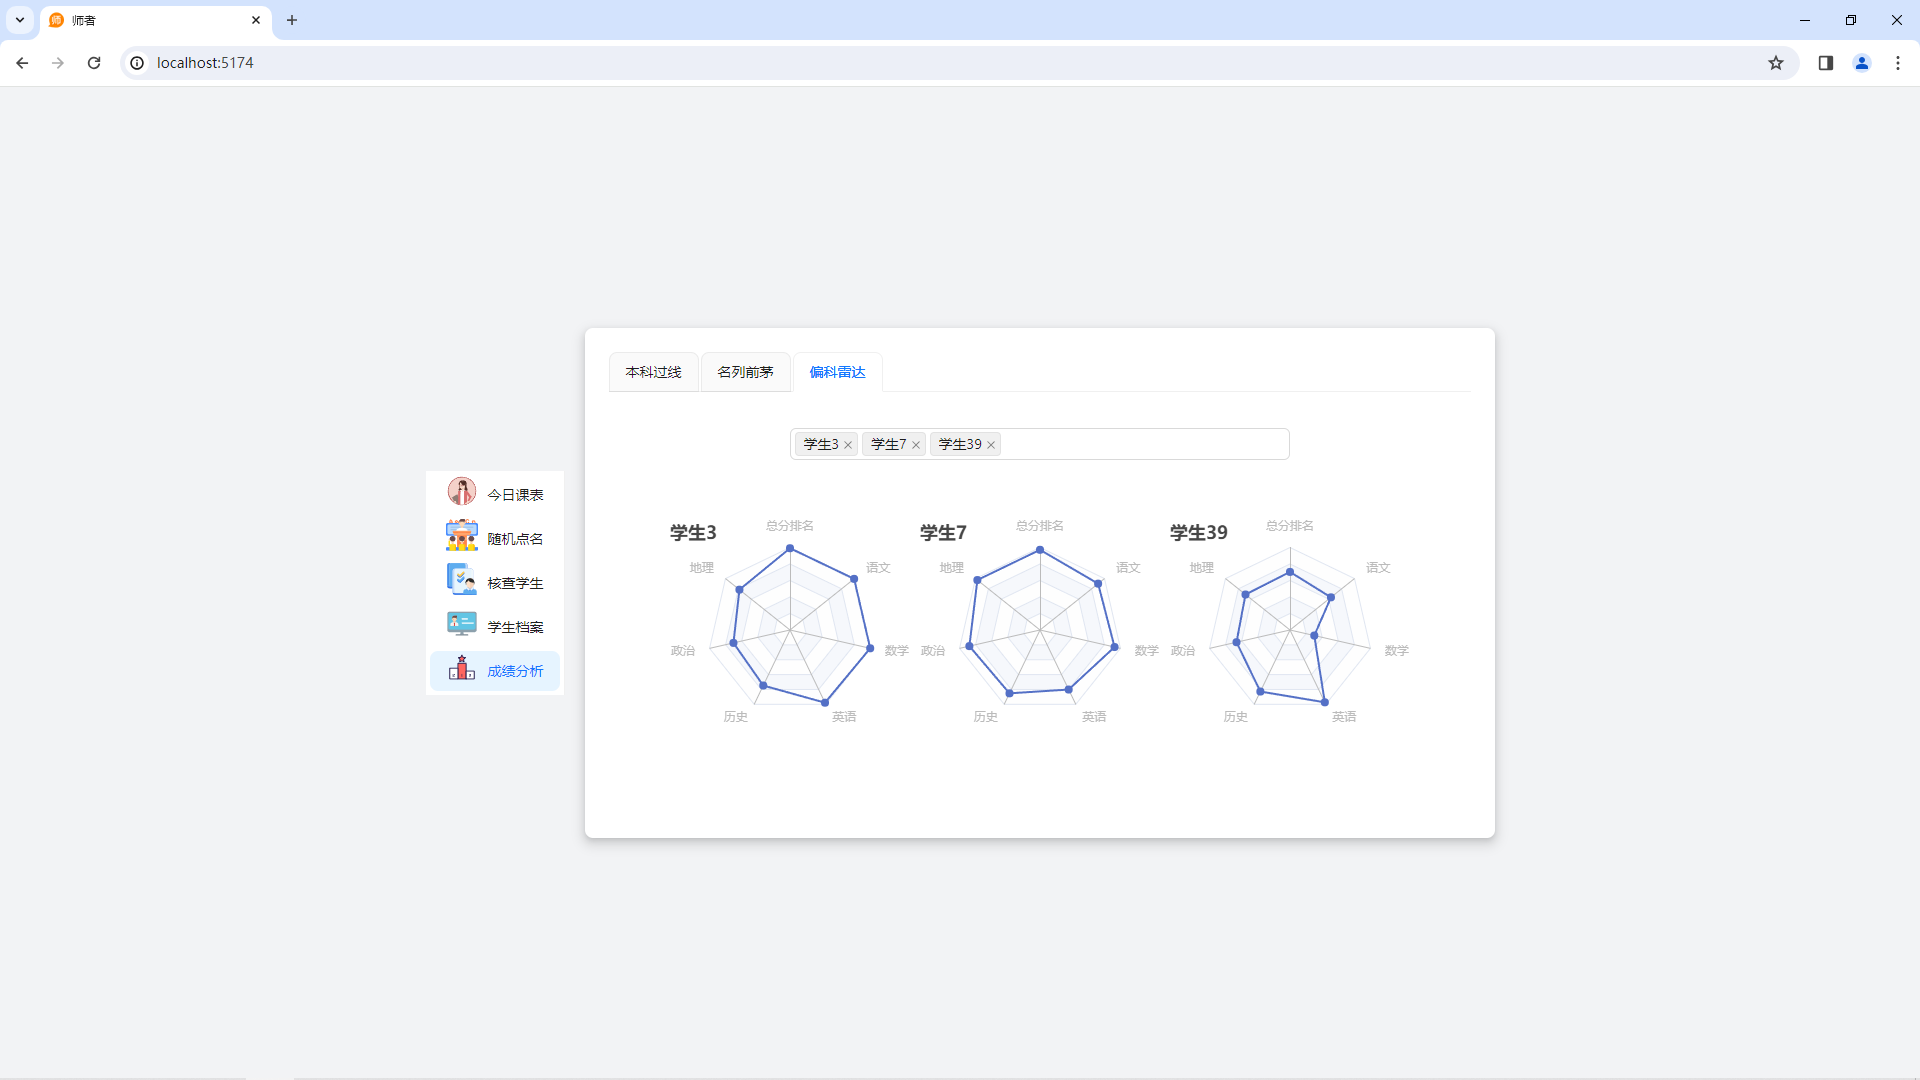 师者
localhost:5174
本科过线 名列前茅 偏科雷达
学生3 学生7 学生39
今日课表
随机点名
核查学生
学生档案
成绩分析
学生3
总分排名
语文
数学
英语
历史
政治
地理
学生7
总分排名
语文
数学
英语
历史
政治
地理
学生39
总分排名
语文
数学
英语
历史
政治
地理